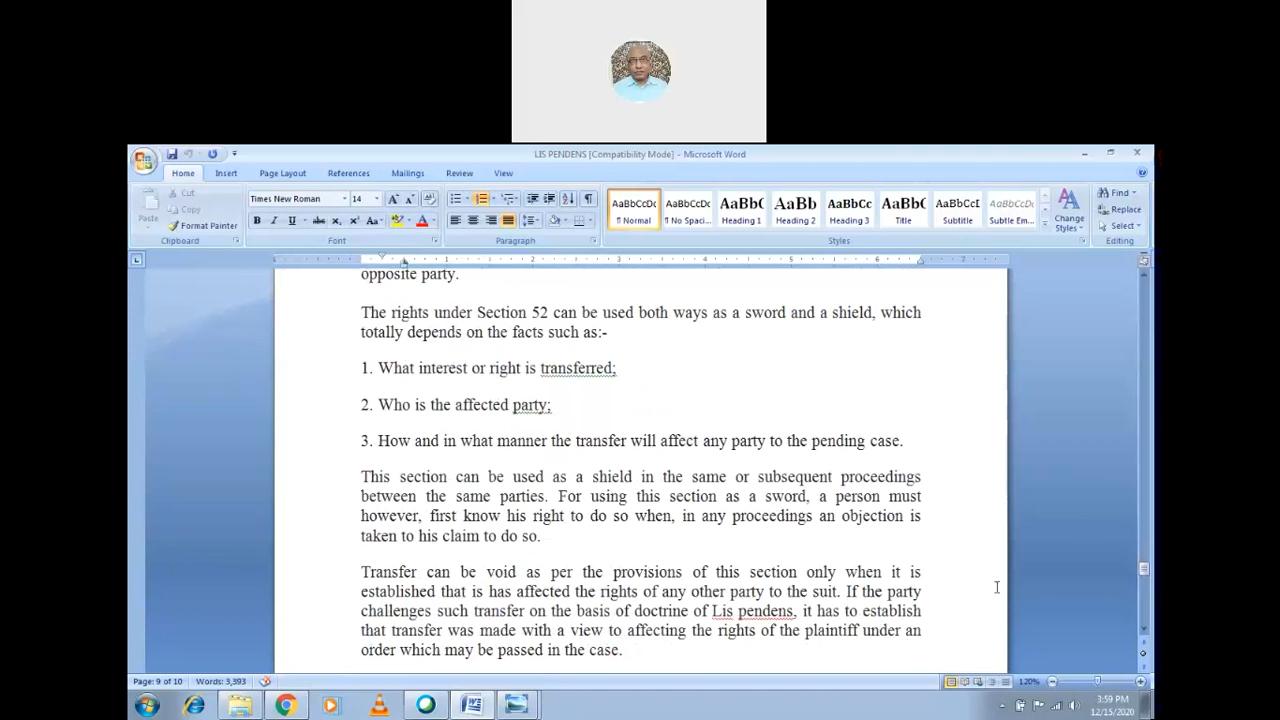 LIS PENDENS [Compatibility Mode] - Microsoft Word
Home Insert Page Layout References Mailings Review View
Paste
Cut
Copy
Format Painter
Clipboard
Times New Roman 14
Font
Paragraph
AaBbCcDc AaBbCcDc AaBb( AaBb AaBbCc AaBb( AaBbCcI AaBbCcDc
¶ Normal ¶ No Spaci... Heading 1 Heading 2 Heading 3 Title Subtitle Subtle Em...
Styles
Change Styles
Find
Replace
Select
Editing
opposite party.
The rights under Section 52 can be used both ways as a sword and a shield, which
totally depends on the facts such as:-
1. What interest or right is transferred;
2. Who is the affected party;
3. How and in what manner the transfer will affect any party to the pending case.
This section can be used as a shield in the same or subsequent proceedings
between the same parties. For using this section as a sword, a person must
however, first know his right to do so when, in any proceedings an objection is
taken to his claim to do so.
Transfer can be void as per the provisions of this section only when it is
established that is has affected the rights of any other party to the suit. If the party
challenges such transfer on the basis of doctrine of Lis pendens, it has to establish
that transfer was made with a view to affecting the rights of the plaintiff under an
order which may be passed in the case.
Page: 9 of 10 Words: 3,393 120%
3:59 PM
12/15/2020